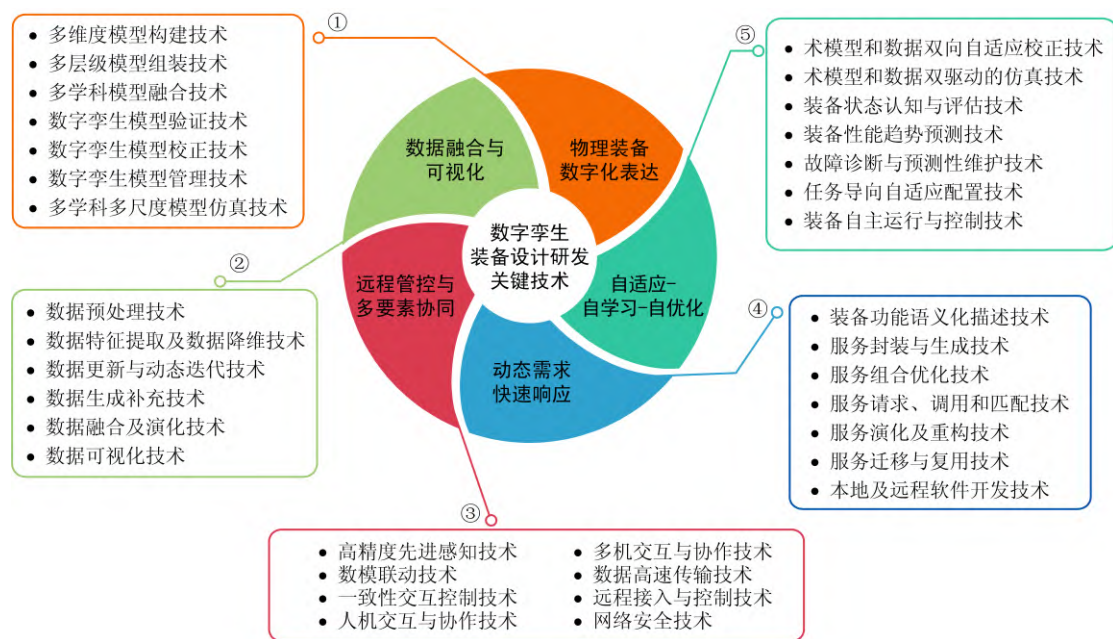 ①
• 多维度模型构建技术
• 多层级模型组装技术
• 多学科模型融合技术
• 数字孪生模型验证技术
• 数字孪生模型校正技术
• 数字孪生模型管理技术
• 多学科多尺度模型仿真技术
②
• 数据预处理技术
• 数据特征提取及数据降维技术
• 数据更新与动态迭代技术
• 数据生成补充技术
• 数据融合及演化技术
• 数据可视化技术
数据融合与
可视化
物理装备
数字化表达
数字孪生
装备设计研发
关键技术
远程管控与
多要素协同
自适应-
自学习-自优化
动态需求
快速响应
③
• 高精度先进感知技术
• 数模联动技术
• 一致性交互控制技术
• 人机交互与协作技术
• 多机交互与协作技术
• 数据高速传输技术
• 远程接入与控制技术
• 网络安全技术
④
• 装备功能语义化描述技术
• 服务封装与生成技术
• 服务组合优化技术
• 服务请求、调用和匹配技术
• 服务演化及重构技术
• 服务迁移与复用技术
• 本地及远程软件开发技术
⑤
• 术模型和数据双向自适应校正技术
• 术模型和数据双驱动的仿真技术
• 装备状态认知与评估技术
• 装备性能趋势预测技术
• 故障诊断与预测性维护技术
• 任务导向自适应配置技术
• 装备自主运行与控制技术